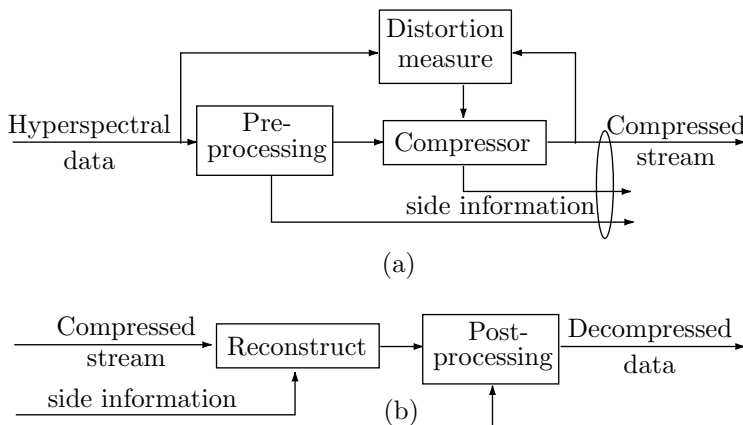 Distortion
measure
Hyperspectral
data
Pre-
processing
Compressor
Compressed
stream
side information
(a)
Compressed
stream
Reconstruct
Post-
processing
Decompressed
data
side information
(b)